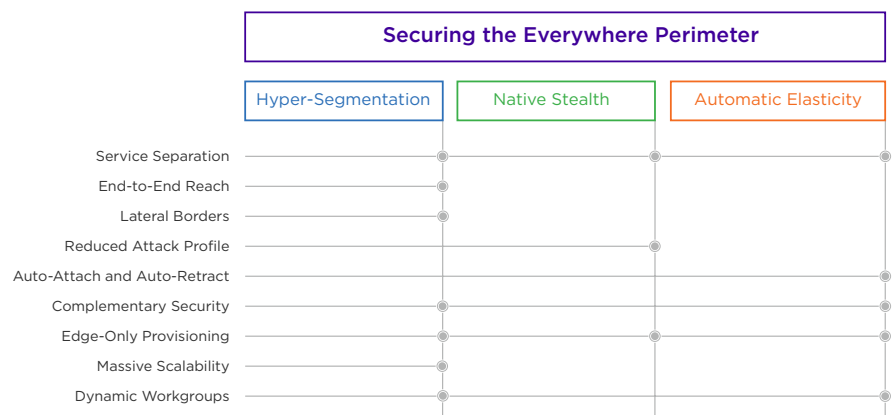 Securing the Everywhere Perimeter
Hyper-Segmentation
Native Stealth
Automatic Elasticity
Service Separation
End-to-End Reach
Lateral Borders
Reduced Attack Profile
Auto-Attach and Auto-Retract
Complementary Security
Edge-Only Provisioning
Massive Scalability
Dynamic Workgroups